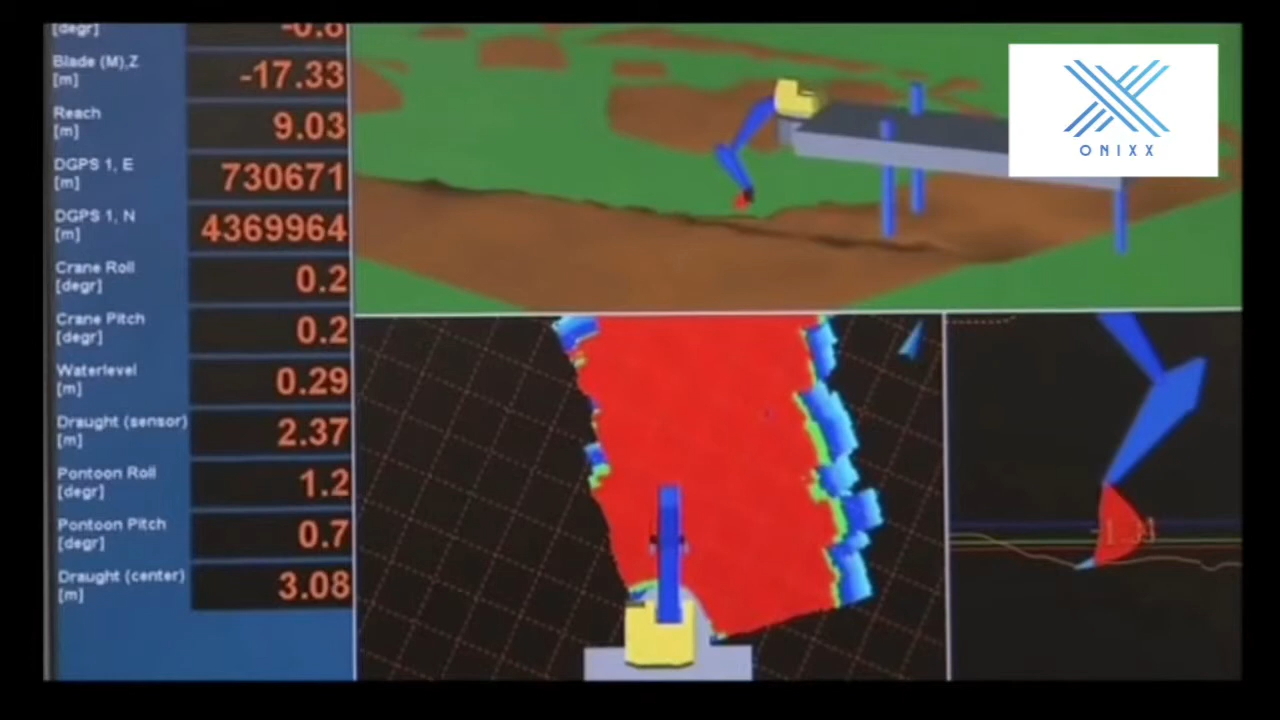 [degr]
-0.8
Blade (M),Z
[m]
-17.33
Reach
[m]
9.03
DGPS 1, E
[m]
730671
DGPS 1, N
[m]
4369964
Crane Roll
[degr]
0.2
Crane Pitch
[degr]
0.2
Waterlevel
[m]
0.29
Draught (sensor)
[m]
2.37
Pontoon Roll
[degr]
1.2
Pontoon Pitch
[degr]
0.7
Draught (center)
[m]
3.08
ONIXX